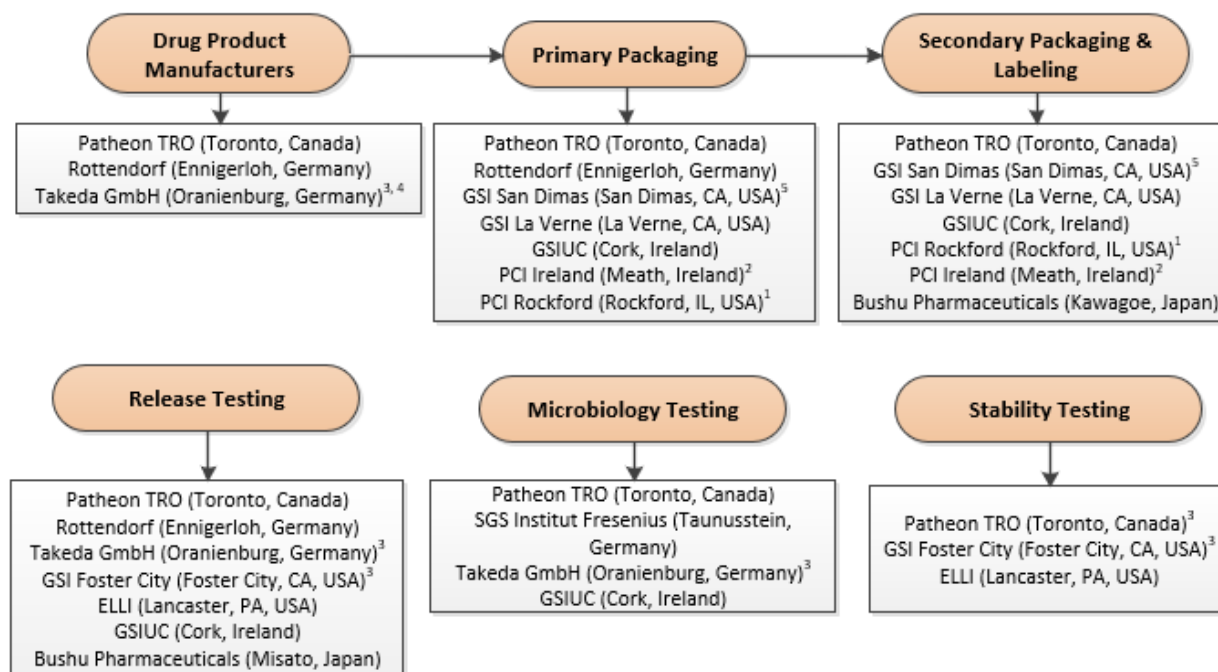 Drug Product
Manufacturers
Primary Packaging
Secondary Packaging &
Labeling
Patheon TRO (Toronto, Canada)
Rottendorf (Ennigerloh, Germany)
Takeda GmbH (Oranienburg, Germany)³˒ ⁴
Patheon TRO (Toronto, Canada)
Rottendorf (Ennigerloh, Germany)
GSI San Dimas (San Dimas, CA, USA)⁵
GSI La Verne (La Verne, CA, USA)
GSIUC (Cork, Ireland)
PCI Ireland (Meath, Ireland)²
PCI Rockford (Rockford, IL, USA)¹
Patheon TRO (Toronto, Canada)
GSI San Dimas (San Dimas, CA, USA)⁵
GSI La Verne (La Verne, CA, USA)
GSIUC (Cork, Ireland)
PCI Rockford (Rockford, IL, USA)¹
PCI Ireland (Meath, Ireland)²
Bushu Pharmaceuticals (Kawagoe, Japan)
Release Testing
Microbiology Testing
Stability Testing
Patheon TRO (Toronto, Canada)
Rottendorf (Ennigerloh, Germany)
Takeda GmbH (Oranienburg, Germany)³
GSI Foster City (Foster City, CA, USA)³
ELLI (Lancaster, PA, USA)
GSIUC (Cork, Ireland)
Bushu Pharmaceuticals (Misato, Japan)
Patheon TRO (Toronto, Canada)
SGS Institut Fresenius (Taunusstein,
Germany)
Takeda GmbH (Oranienburg, Germany)³
GSIUC (Cork, Ireland)
Patheon TRO (Toronto, Canada)³
GSI Foster City (Foster City, CA, USA)³
ELLI (Lancaster, PA, USA)